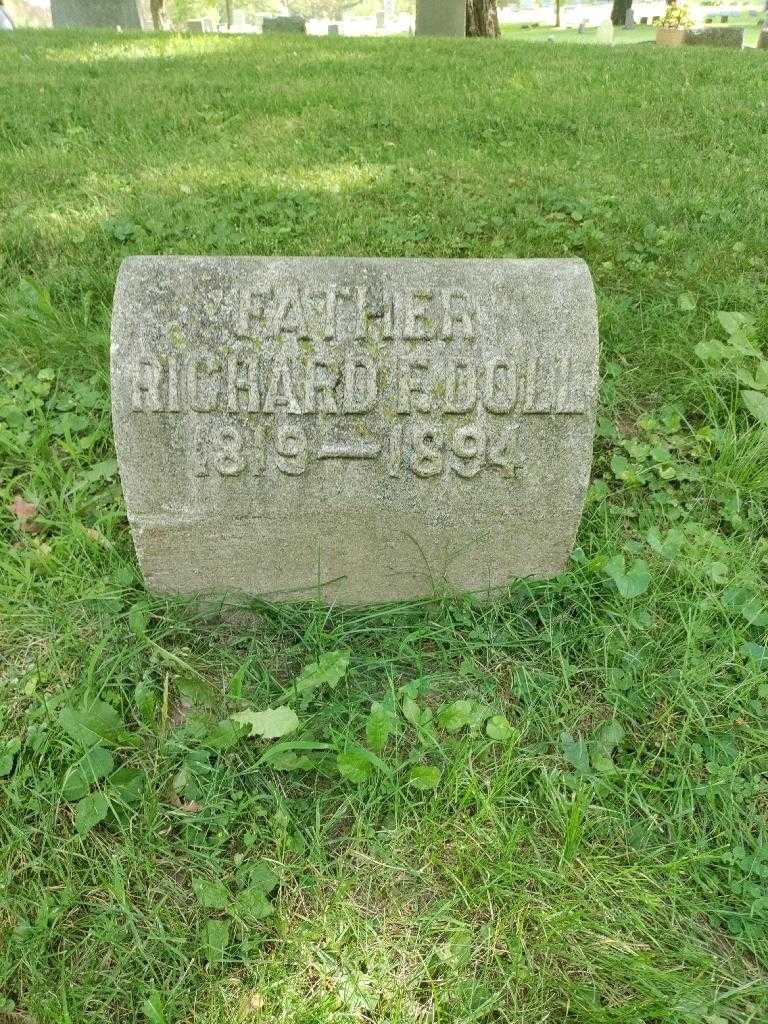 FATHER
RICHARD F. DOLL
1819—1894